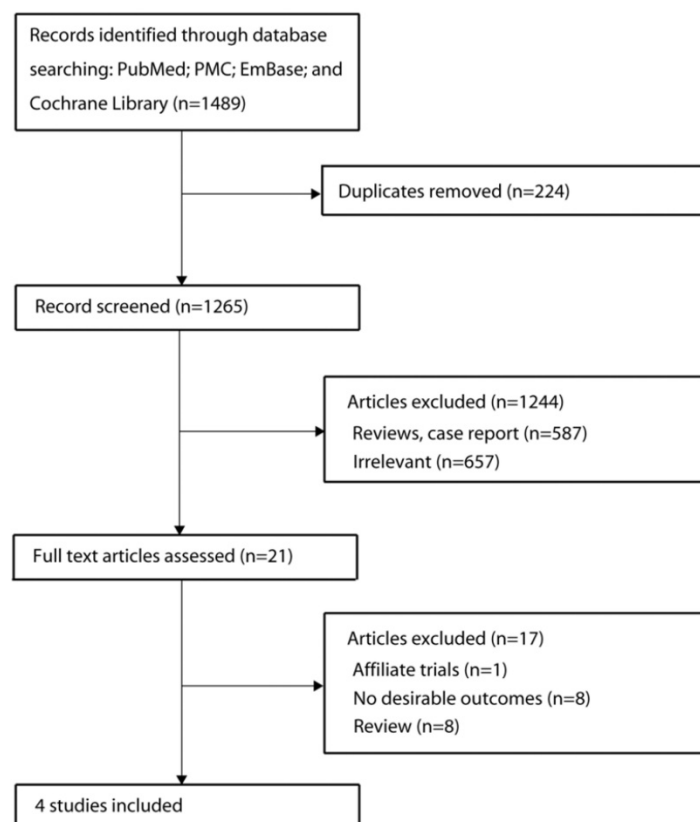 Records identified through database
searching: PubMed; PMC; EmBase; and
Cochrane Library (n=1489)
Duplicates removed (n=224)
Record screened (n=1265)
Articles excluded (n=1244)
Reviews, case report (n=587)
Irrelevant (n=657)
Full text articles assessed (n=21)
Articles excluded (n=17)
Affiliate trials (n=1)
No desirable outcomes (n=8)
Review (n=8)
4 studies included